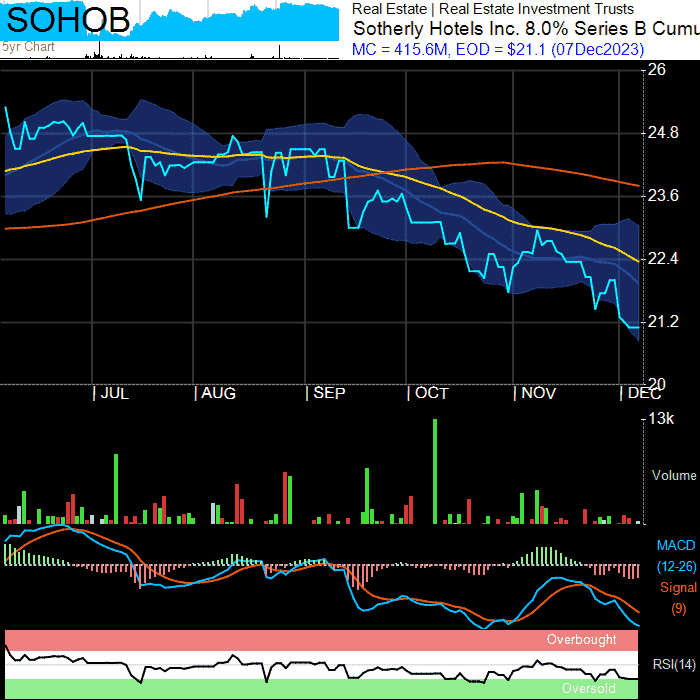 SOHOB
5yr Chart
Real Estate | Real Estate Investment Trusts
Sotherly Hotels Inc. 8.0% Series B Cumu
MC = 415.6M, EOD = $21.1 (07Dec2023)
26
24.8
23.6
22.4
21.2
20
| JUL | AUG | SEP | OCT | NOV | DEC
13k
Volume
MACD
(12-26)
Signal
(9)
Overbought
RSI(14)
Oversold